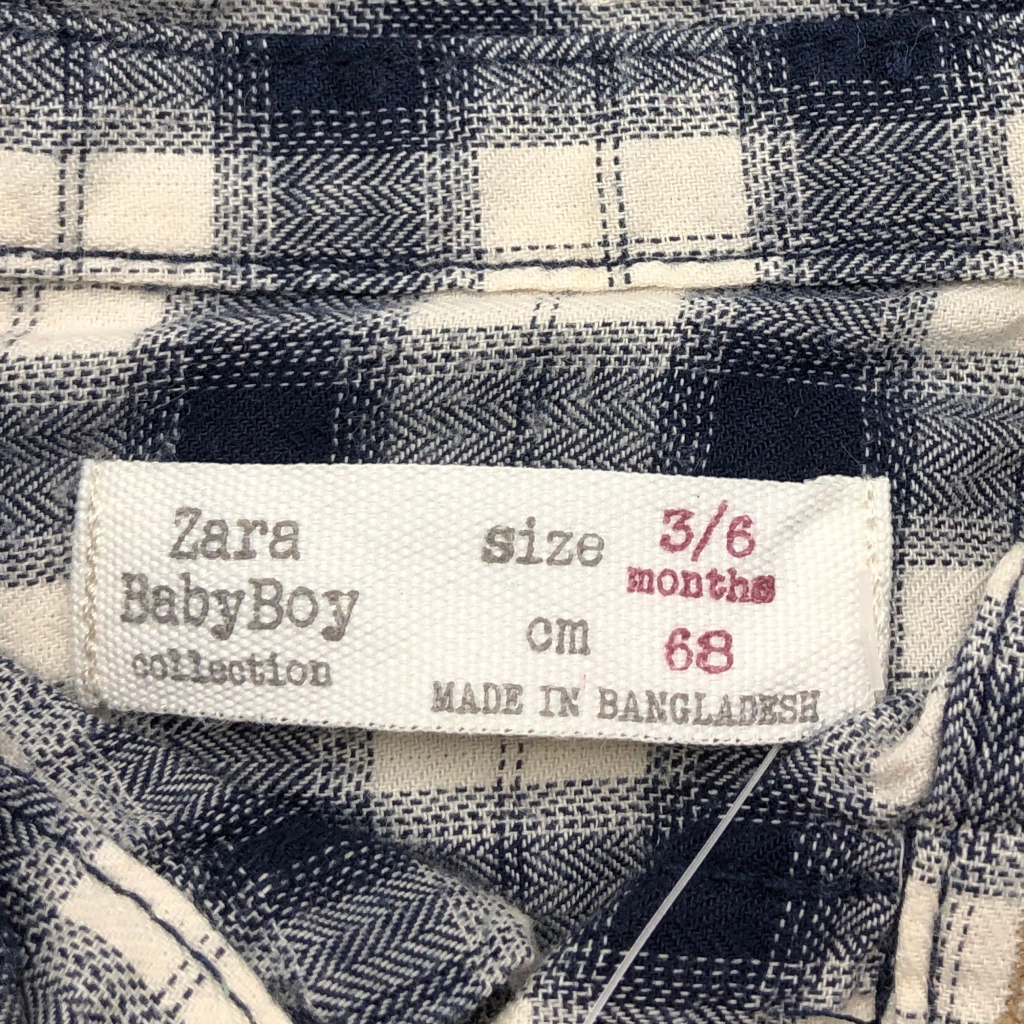 Zara
BabyBoy
collection
size 3/6
months
cm 68
MADE IN BANGLADESH